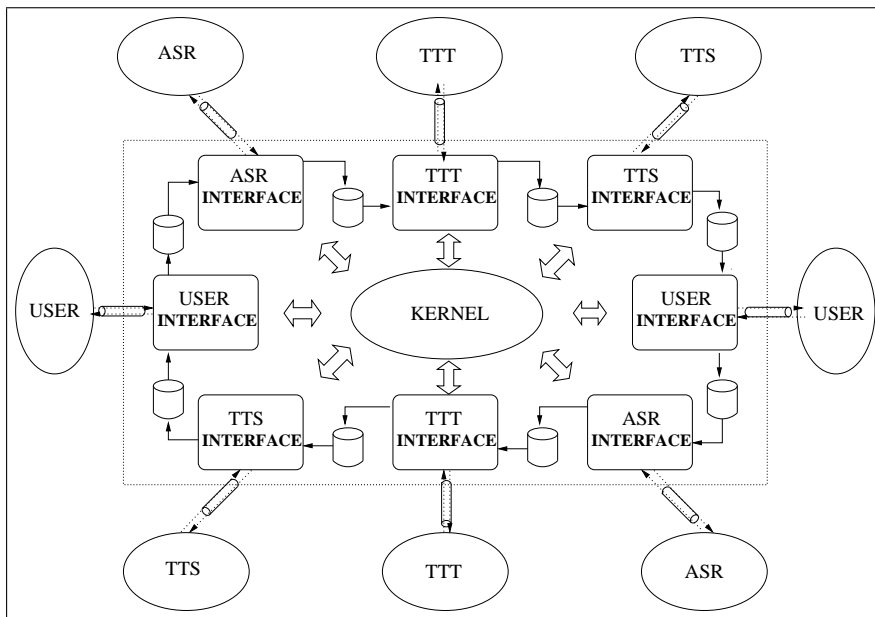 ASR
TTT
TTS
ASR
INTERFACE
TTT
INTERFACE
TTS
INTERFACE
USER
USER
INTERFACE
KERNEL
USER
INTERFACE
USER
TTS
INTERFACE
TTT
INTERFACE
ASR
INTERFACE
TTS
TTT
ASR